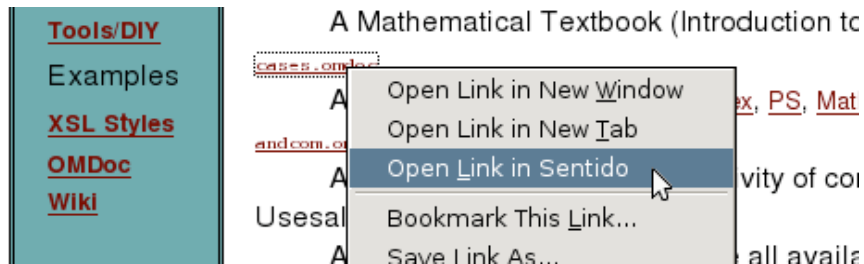 Tools/DIY
Examples
XSL Styles
OMDoc
Wiki
A Mathematical Textbook (Introduction to
cases.omdoc
A
ex, PS, Mat
andcom.o
A
vity of co
Usesal
A
all availa
Open Link in New Window
Open Link in New Tab
Open Link in Sentido
Bookmark This Link...
Save Link As...